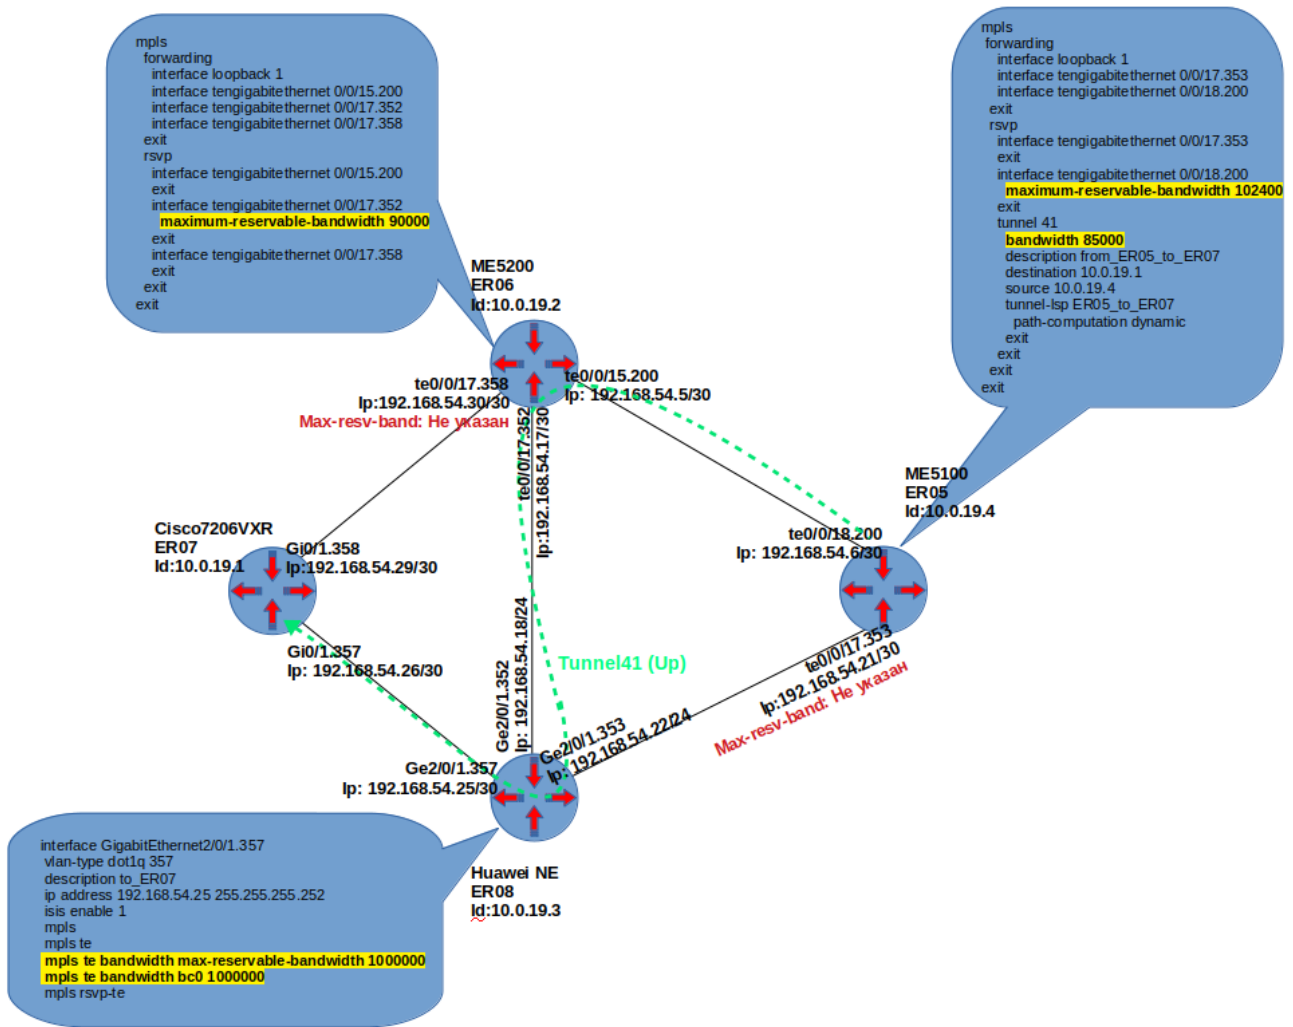 mpls
forwarding
interface loopback 1
interface tengigabitethernet 0/0/15.200
interface tengigabitethernet 0/0/17.352
interface tengigabitethernet 0/0/17.358
exit
rsvp
interface tengigabitethernet 0/0/15.200
exit
interface tengigabitethernet 0/0/17.352
maximum-reservable-bandwidth 90000
exit
interface tengigabitethernet 0/0/17.358
exit
exit
exit
mpls
forwarding
interface loopback 1
interface tengigabitethernet 0/0/17.353
interface tengigabitethernet 0/0/18.200
exit
rsvp
interface tengigabitethernet 0/0/17.353
exit
interface tengigabitethernet 0/0/18.200
maximum-reservable-bandwidth 102400
exit
tunnel 41
bandwidth 85000
description from_ER05_to_ER07
destination 10.0.19.1
source 10.0.19.4
tunnel-lsp ER05_to_ER07
path-computation dynamic
exit
exit
exit
exit
ME5200
ER06
Id:10.0.19.2
te0/0/17.358
Ip:192.168.54.30/30
Max-resv-band: Не указан
te0/0/15.200
Ip: 192.168.54.5/30
te0/0/17.352
Ip:192.168.54.17/30
ME5100
ER05
Id:10.0.19.4
te0/0/18.200
Ip: 192.168.54.6/30
Cisco7206VXR
ER07
Id:10.0.19.1
Gi0/1.358
Ip:192.168.54.29/30
Gi0/1.357
Ip: 192.168.54.26/30
Ge2/0/1.352
Ip: 192.168.54.18/24
Tunnel41 (Up)
te0/0/17.353
Ip:192.168.54.21/30
Max-resv-band: Не указан
Ge2/0/1.353
Ip: 192.168.54.22/24
Ge2/0/1.357
Ip: 192.168.54.25/30
Huawei NE
ER08
Id:10.0.19.3
interface GigabitEthernet2/0/1.357
vlan-type dot1q 357
description to_ER07
ip address 192.168.54.25 255.255.255.252
isis enable 1
mpls
mpls te
mpls te bandwidth max-reservable-bandwidth 1000000
mpls te bandwidth bc0 1000000
mpls rsvp-te